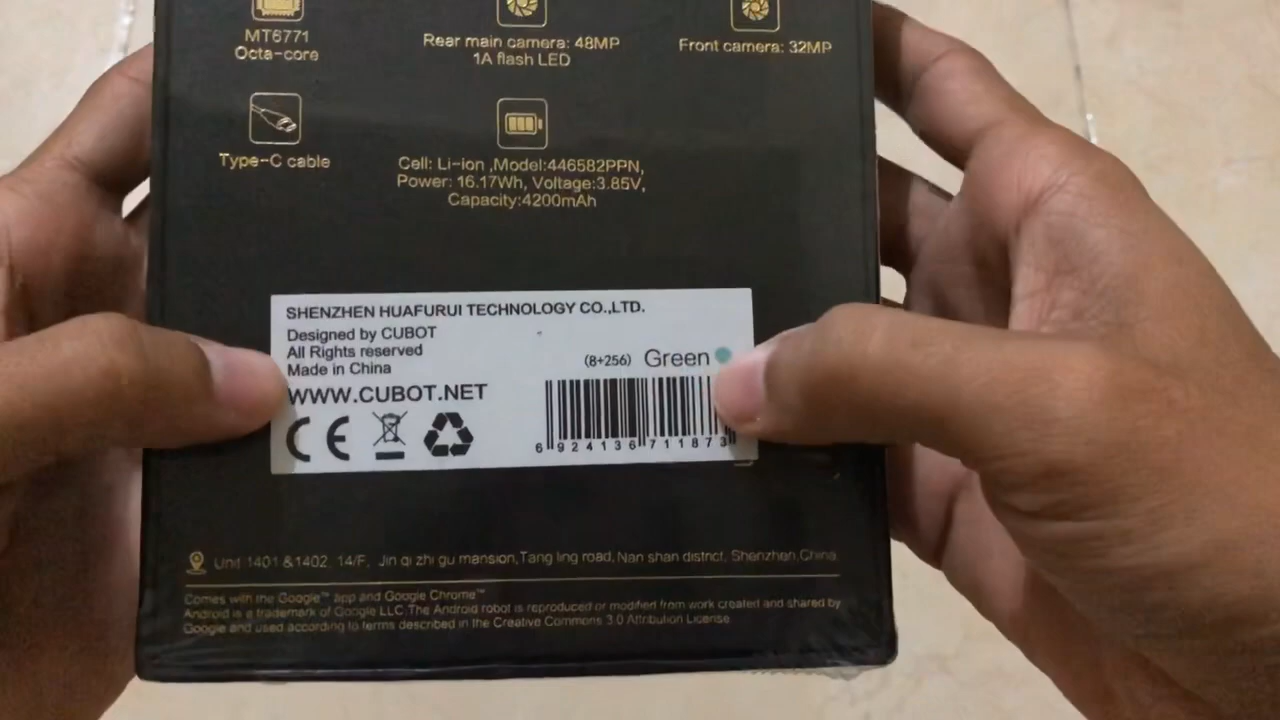 MT6771
Octa-core
Rear main camera: 48MP
1A flash LED
Front camera: 32MP
Type-C cable
Cell: Li-ion ,Model:446582PPN,
Power: 16.17Wh, Voltage:3.85V,
Capacity:4200mAh
SHENZHEN HUAFURUI TECHNOLOGY CO.,LTD.
Designed by CUBOT
All Rights reserved
Made in China
WWW.CUBOT.NET
(8+256) Green
6 924136 711873
Unit 1401 &1402, 14/F, Jin qi zhi gu mansion,Tang ling road, Nan shan district, Shenzhen,China
Comes with the Google™ app and Google Chrome™
Android is a trademark of Google LLC.The Android robot is reproduced or modified from work created and shared by
Google and used according to terms described in the Creative Commons 3.0 Attribution License.